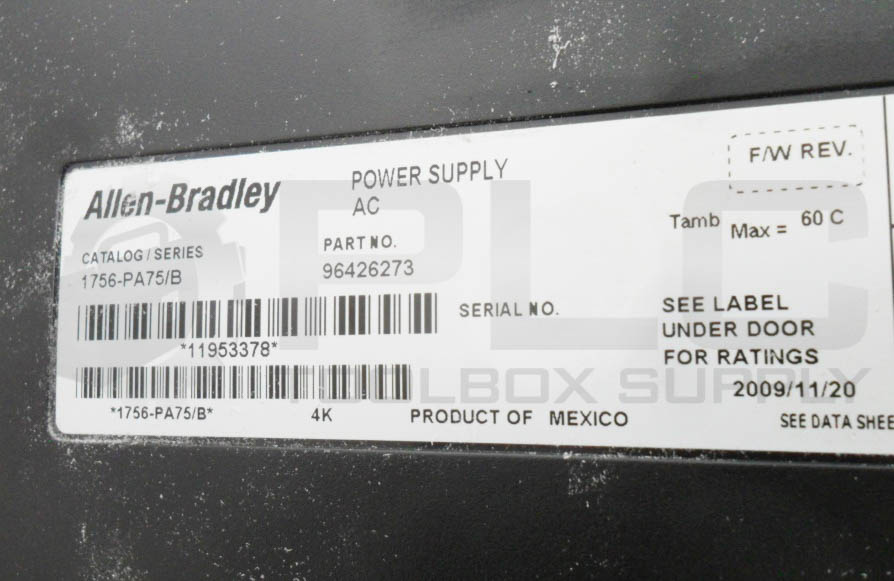 Allen-Bradley
POWER SUPPLY
AC
F/W REV.
Tamb Max = 60 C
CATALOG / SERIES
1756-PA75/B
PART NO.
96426273
*11953378*
SERIAL NO.
SEE LABEL
UNDER DOOR
FOR RATINGS
*1756-PA75/B*
4K
PRODUCT OF MEXICO
2009/11/20
SEE DATA SHEE
PLC
TOOLBOX SUPPLY